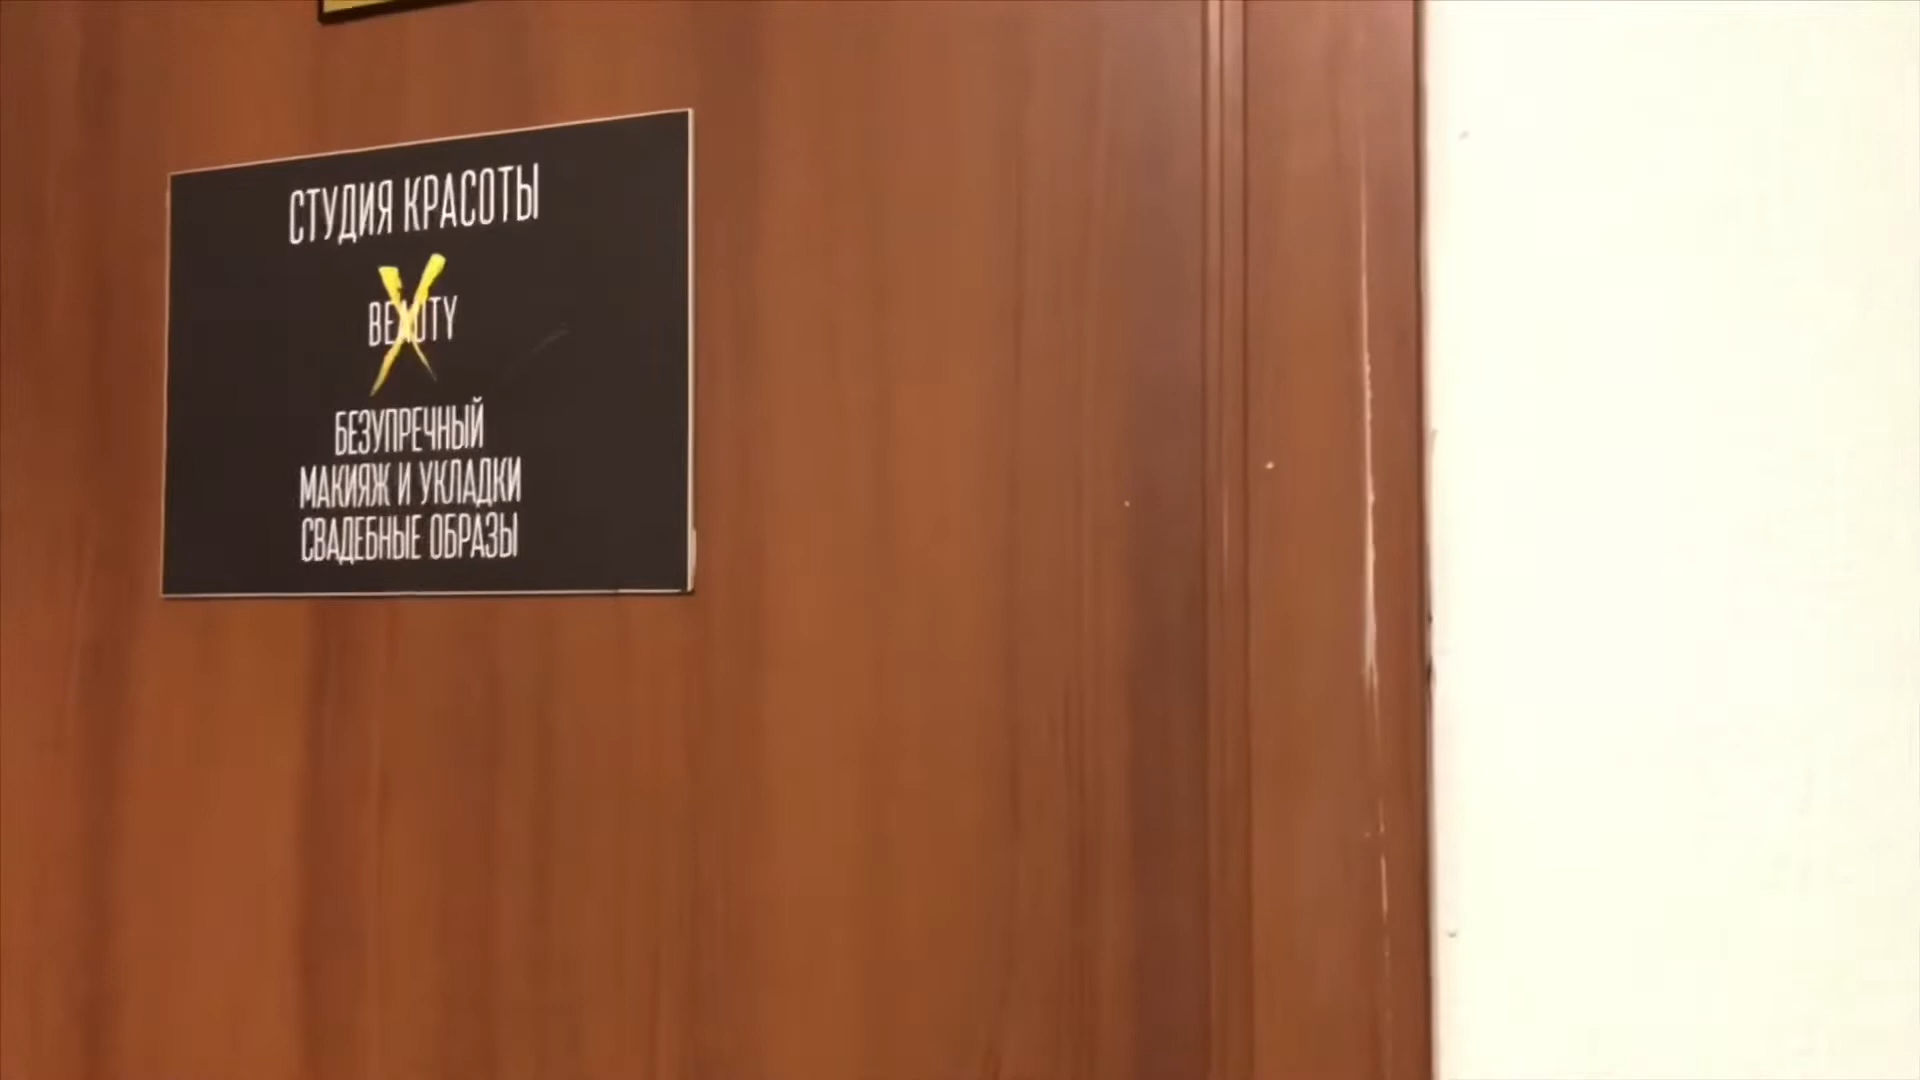 СТУДИЯ КРАСОТЫ
BEAUTY
БЕЗУПРЕЧНЫЙ
МАКИЯЖ И УКЛАДКИ
СВАДЕБНЫЕ ОБРАЗЫ